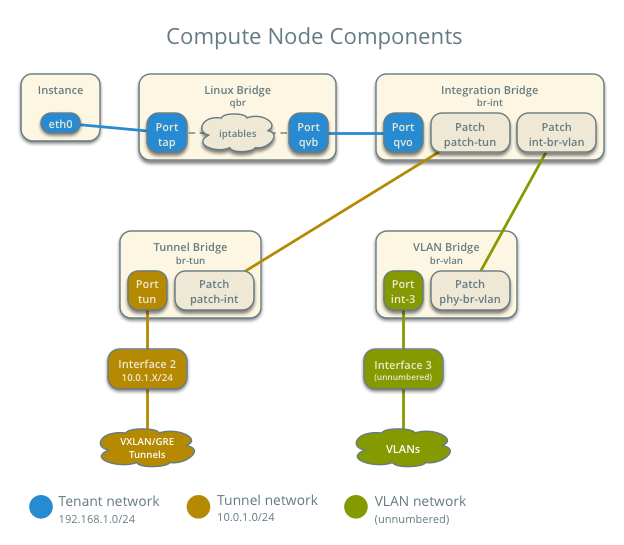 Compute Node Components
Instance
eth0
Linux Bridge
qbr
Port
tap
iptables
Port
qvb
Integration Bridge
br-int
Port
qvo
Patch
patch-tun
Patch
int-br-vlan
Tunnel Bridge
br-tun
Port
tun
Patch
patch-int
VLAN Bridge
br-vlan
Port
int-3
Patch
phy-br-vlan
Interface 2
10.0.1.X/24
Interface 3
(unnumbered)
VXLAN/GRE
Tunnels
VLANs
Tenant network
192.168.1.0/24
Tunnel network
10.0.1.0/24
VLAN network
(unnumbered)